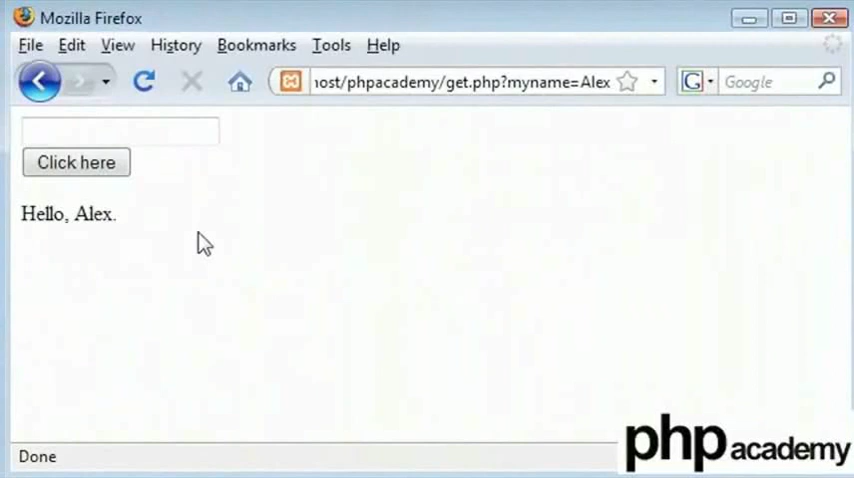 Mozilla Firefox
File Edit View History Bookmarks Tools Help
ost/phpacademy/get.php?myname=Alex
G Google
Click here
Hello, Alex.
Done
php academy